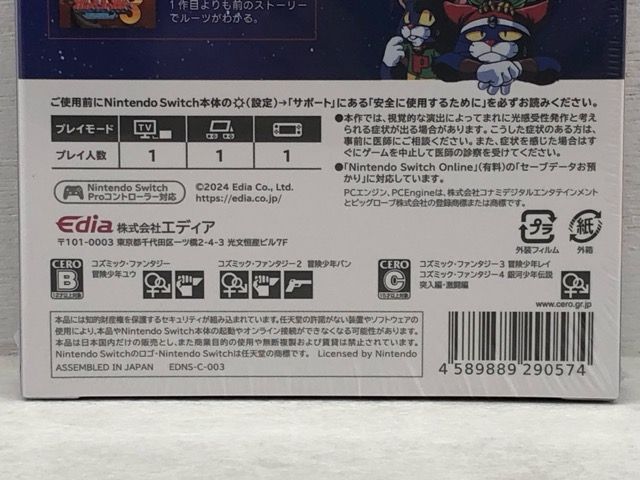 3
1作目よりも前のストーリー
でルーツがわかる。
P
ご使用前にNintendo Switch本体の(設定)→「サポート」にある「安全に使用するために」を必ずお読みください。
プレイモード TV
プレイ人数 1 1 1
●本作では、視覚的な演出によってまれに光感受性発作と考え
られる症状が出る場合があります。こうした症状のある方は、
事前に医師にご相談ください。また、症状を感じた場合はす
ぐにゲームを中止して医師の診察を受けてください。
●「Nintendo Switch Online」(有料)の「セーブデータお預
かり」に対応しています。
PCエンジン、PCEngineは、株式会社コナミデジタルエンタテインメント
とビッグローブ株式会社の登録商標または商標です。
Nintendo Switch
Proコントローラー対応
©2024 Edia Co., Ltd.
https://edia.co.jp/
Edia 株式会社エディア
〒101-0003 東京都千代田区一ツ橋2-4-3 光文恒産ビル7F
プラ
外装フィルム
紙
外箱
CERO
B
12才以上対象
コズミック・ファンタジー
冒険少年ユウ
コズミック・ファンタジー2 冒険少年バン
CERO
C
15才以上対象
コズミック・ファンタジー3 冒険少年レイ
コズミック・ファンタジー4 銀河少年伝説
突入編・激闘編
www.cero.gr.jp
本品には知的財産権を保護するセキュリティが組み込まれています。任天堂の許諾がない装置やソフトウェア
の使用により、本品やNintendo Switch本体の起動やオンライン接続ができなくなる可能性があります。
本品は日本国内だけの販売とし、また商業目的の使用や無断複製および賃貸は禁止します。
Nintendo Switchのロゴ・Nintendo Switchは任天堂の商標です。 Licensed by Nintendo
ASSEMBLED IN JAPAN EDNS-C-003
4 589889 290574